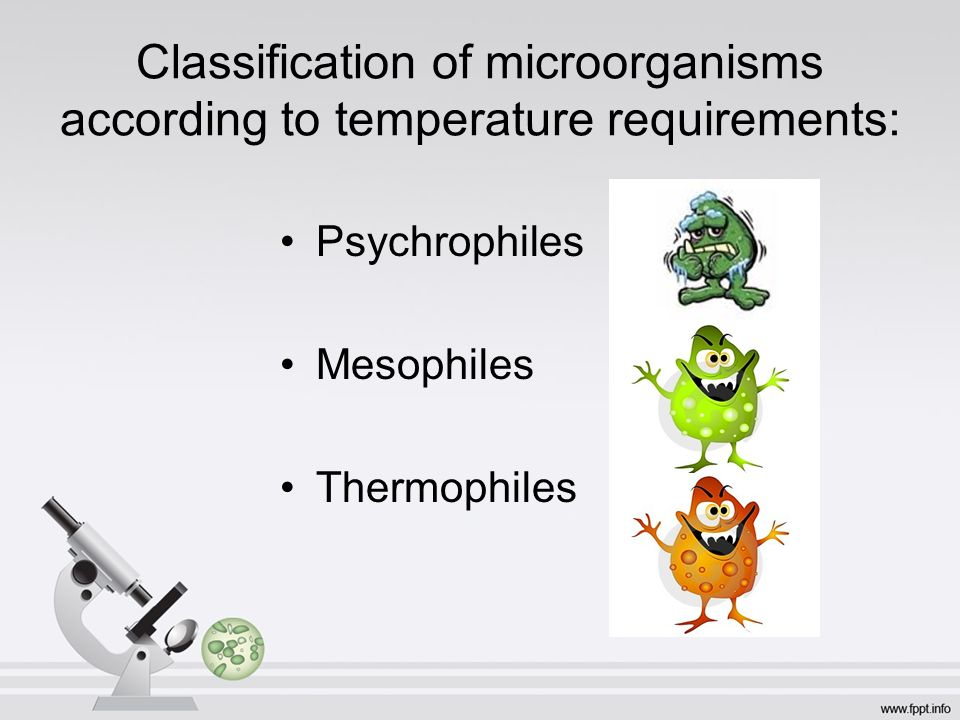 Classification of microorganisms
according to temperature requirements:
• Psychrophiles
• Mesophiles
• Thermophiles
www.fppt.info